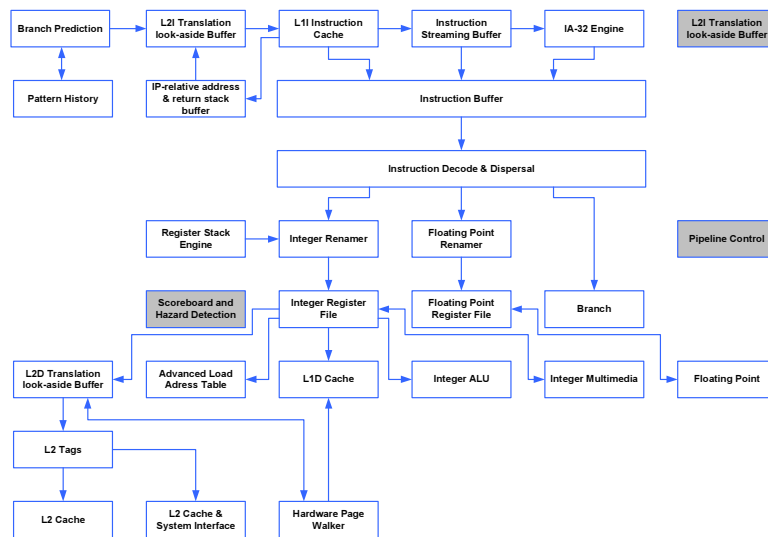 Branch Prediction
L2I Translation
look-aside Buffer
L1I Instruction
Cache
Instruction
Streaming Buffer
IA-32 Engine
L2I Translation
look-aside Buffer
Pattern History
IP-relative address
& return stack
buffer
Instruction Buffer
Instruction Decode & Dispersal
Register Stack
Engine
Integer Renamer
Floating Point
Renamer
Pipeline Control
Scoreboard and
Hazard Detection
Integer Register
File
Floating Point
Register File
Branch
L2D Translation
look-aside Buffer
Advanced Load
Adress Table
L1D Cache
Integer ALU
Integer Multimedia
Floating Point
L2 Tags
L2 Cache
L2 Cache &
System Interface
Hardware Page
Walker